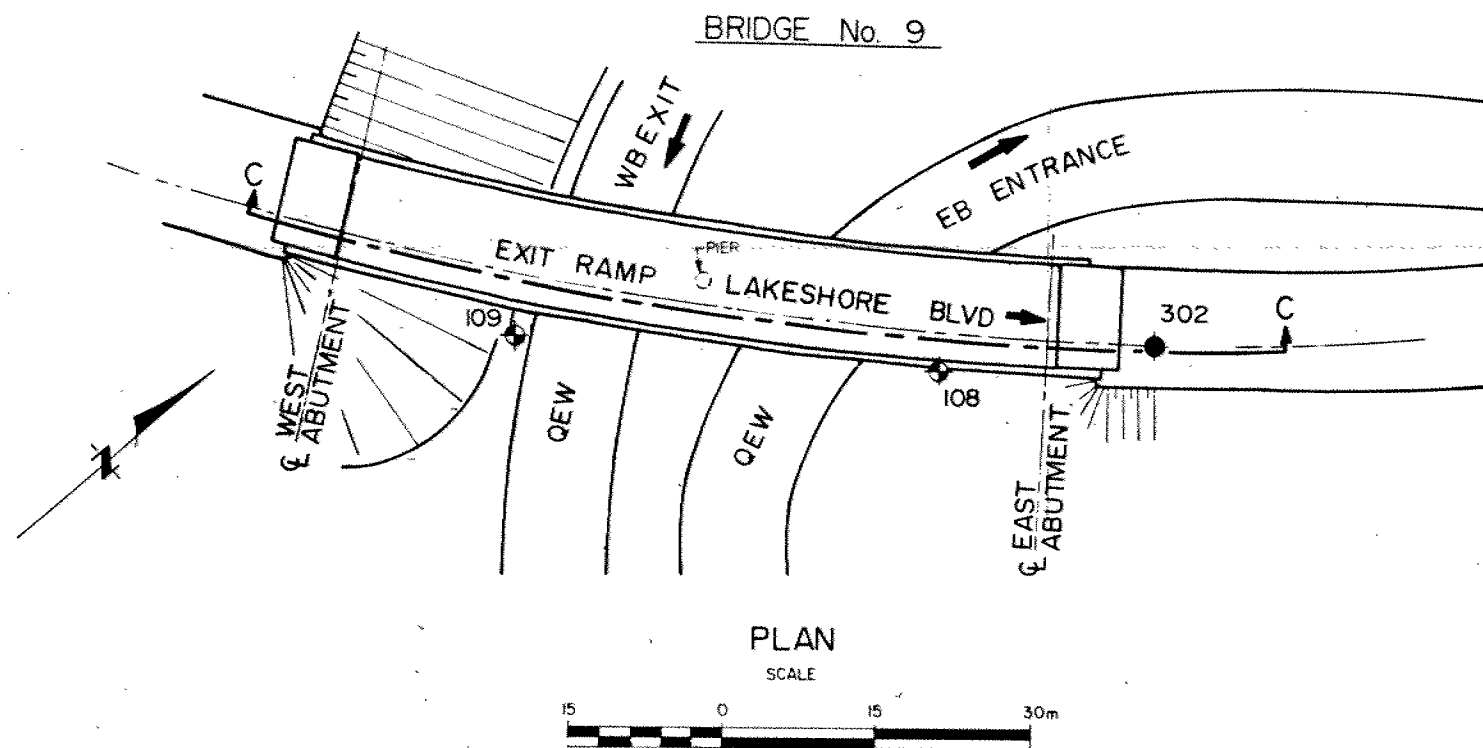 BRIDGE No. 9
WB EXIT
EB ENTRANCE
C
EXIT RAMP LAKESHORE BLVD
PIER
109
302
C
108
℄ WEST
ABUTMENT
QEW
QEW
℄ EAST
ABUTMENT
N
PLAN
SCALE
15 0 15 30m